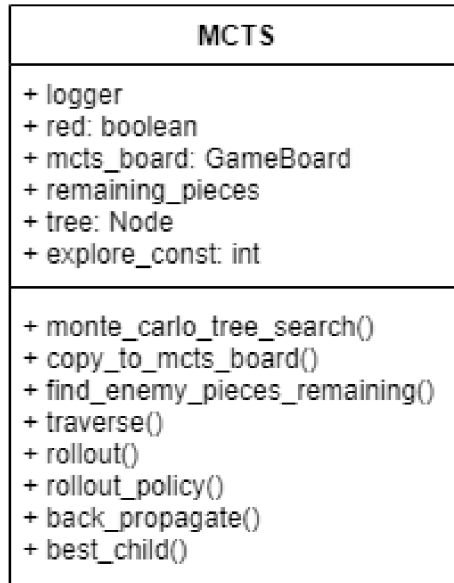 MCTS
+ logger
+ red: boolean
+ mcts_board: GameBoard
+ remaining_pieces
+ tree: Node
+ explore_const: int
+ monte_carlo_tree_search()
+ copy_to_mcts_board()
+ find_enemy_pieces_remaining()
+ traverse()
+ rollout()
+ rollout_policy()
+ back_propagate()
+ best_child()